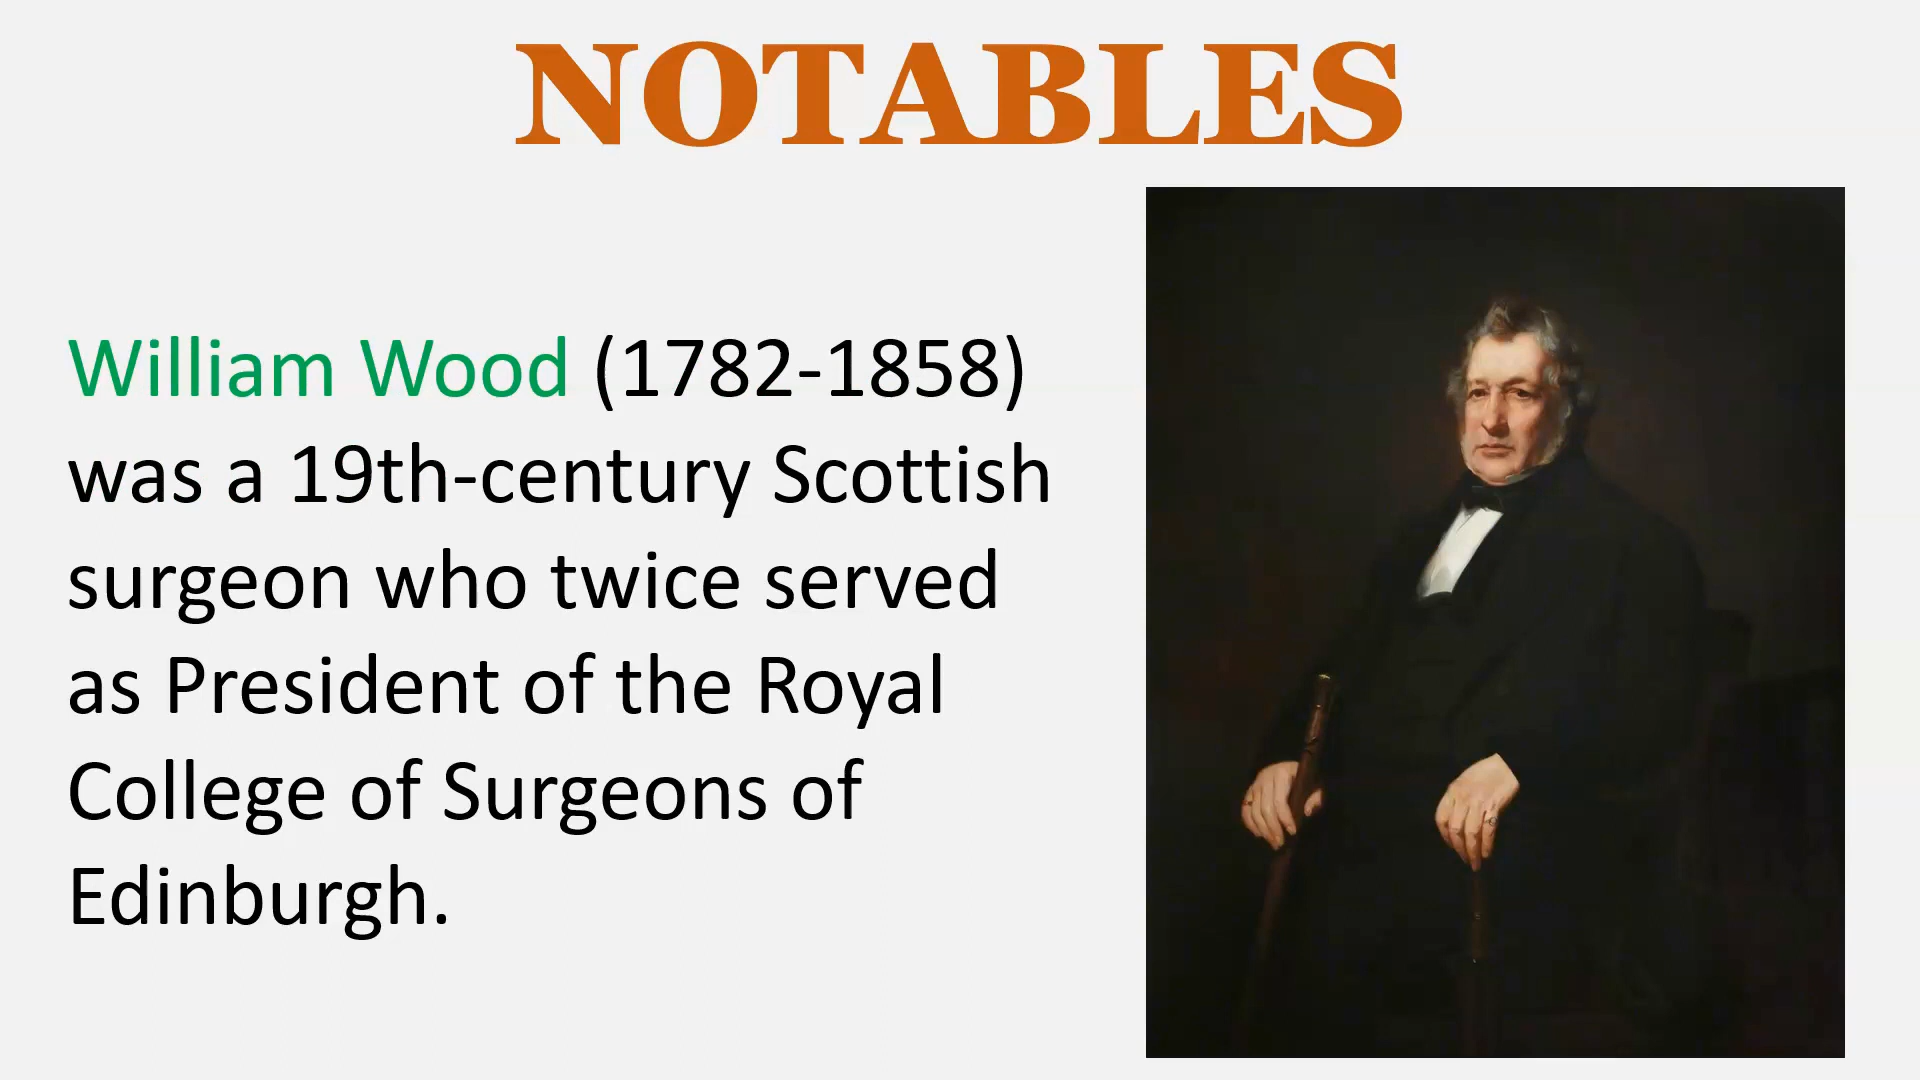 NOTABLES
William Wood (1782-1858)
was a 19th-century Scottish
surgeon who twice served
as President of the Royal
College of Surgeons of
Edinburgh.